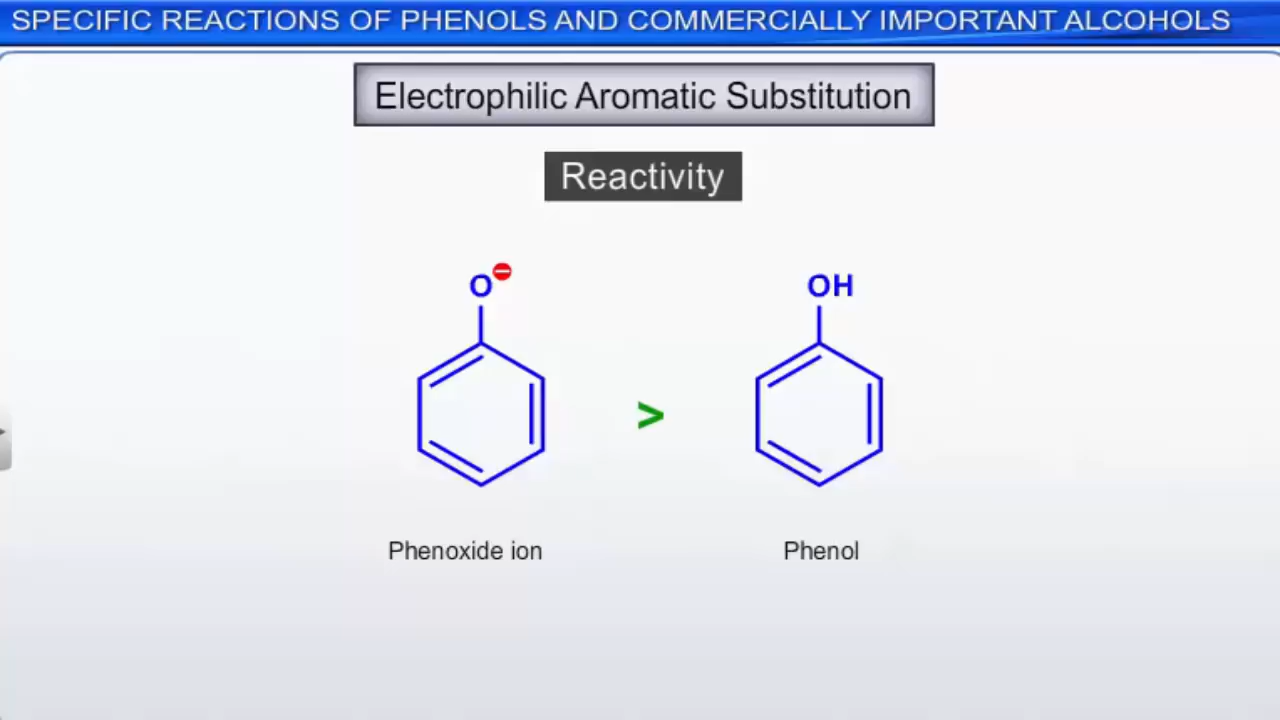 SPECIFIC REACTIONS OF PHENOLS AND COMMERCIALLY IMPORTANT ALCOHOLS
Electrophilic Aromatic Substitution
Reactivity
O⊖ OH
>
Phenoxide ion Phenol